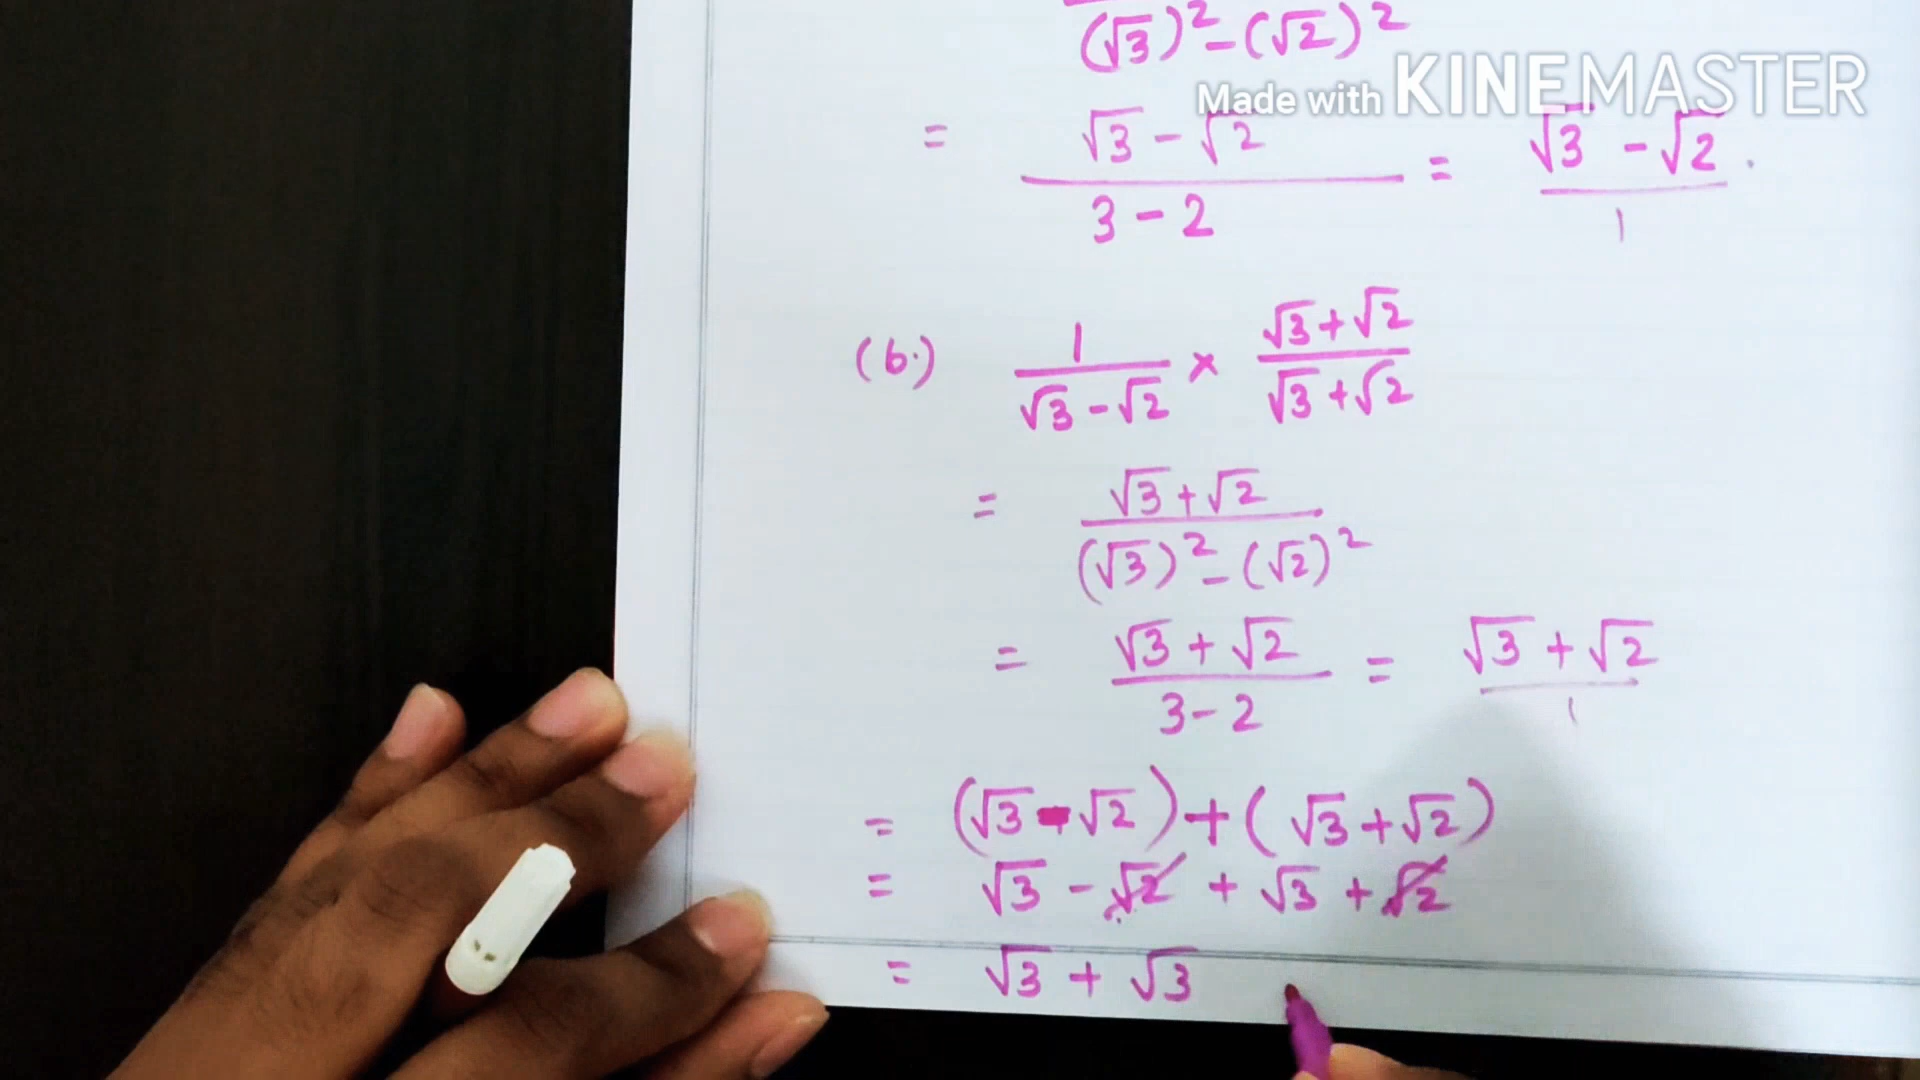 (√3)² - (√2)²
Made with KINEMASTER
= √3 - √2 / 3 - 2 = √3 - √2 / 1 .
(b.) 1 / √3 - √2 × √3 + √2 / √3 + √2
= √3 + √2 / (√3)² - (√2)²
= √3 + √2 / 3 - 2 = √3 + √2 / 1
= (√3 - √2) + (√3 + √2)
= √3 - √2 + √3 + √2
= √3 + √3